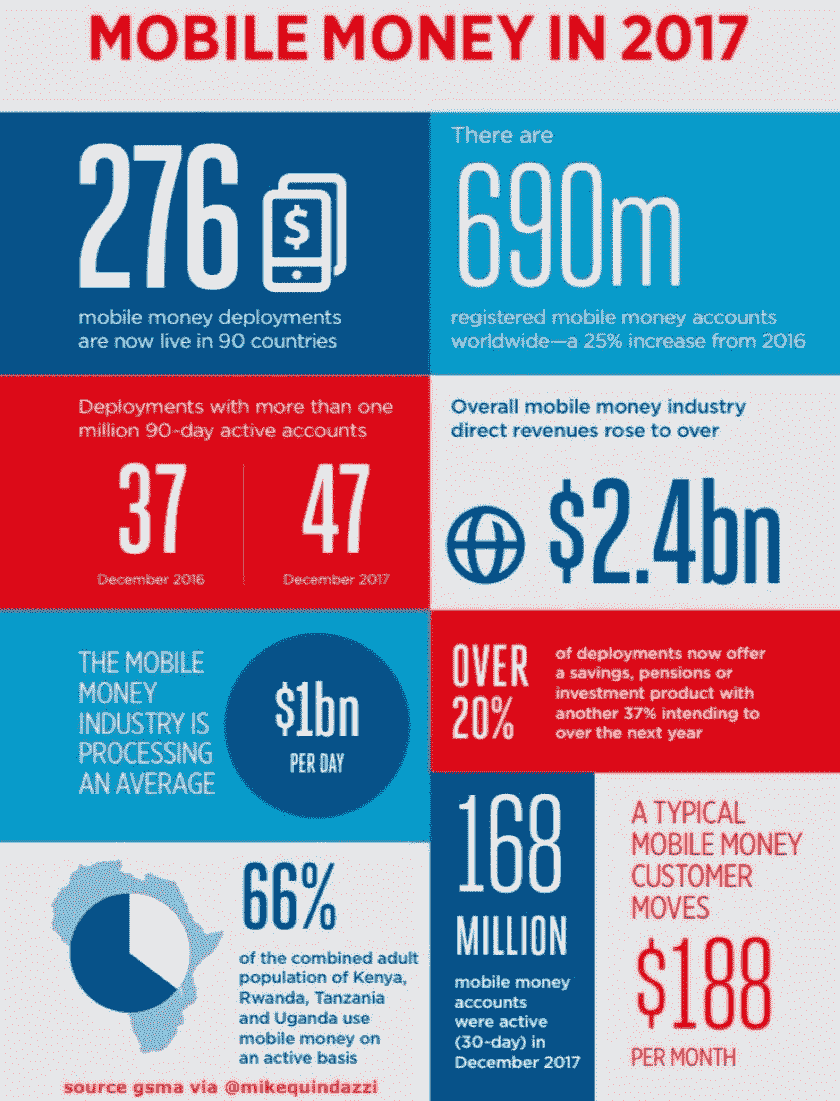 MOBILE MONEY IN 2017
276
$
mobile money deployments
are now live in 90 countries
There are
690m
registered mobile money accounts
worldwide—a 25% increase from 2016
Deployments with more than one
million 90-day active accounts
37
December 2016
47
December 2017
Overall mobile money industry
direct revenues rose to over
$2.4bn
THE MOBILE
MONEY
INDUSTRY IS
PROCESSING
AN AVERAGE
$1bn
PER DAY
OVER
20%
of deployments now offer
a savings, pensions or
investment product with
another 37% intending to
over the next year
66%
of the combined adult
population of Kenya,
Rwanda, Tanzania
and Uganda use
mobile money on
an active basis
168
MILLION
mobile money
accounts
were active
(30-day) in
December 2017
A TYPICAL
MOBILE MONEY
CUSTOMER
MOVES
$188
PER MONTH
source gsma via @mikequindazzi